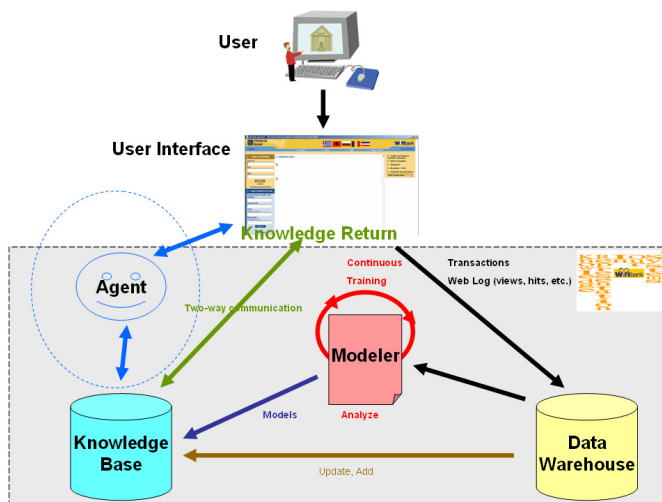 User
User Interface
Winbank
Knowledge Return
Continuous
Training
Transactions
Web Log (views, hits, etc.)
Agent
Two-way communication
Modeler
Models
Analyze
Knowledge
Base
Data
Warehouse
Update, Add